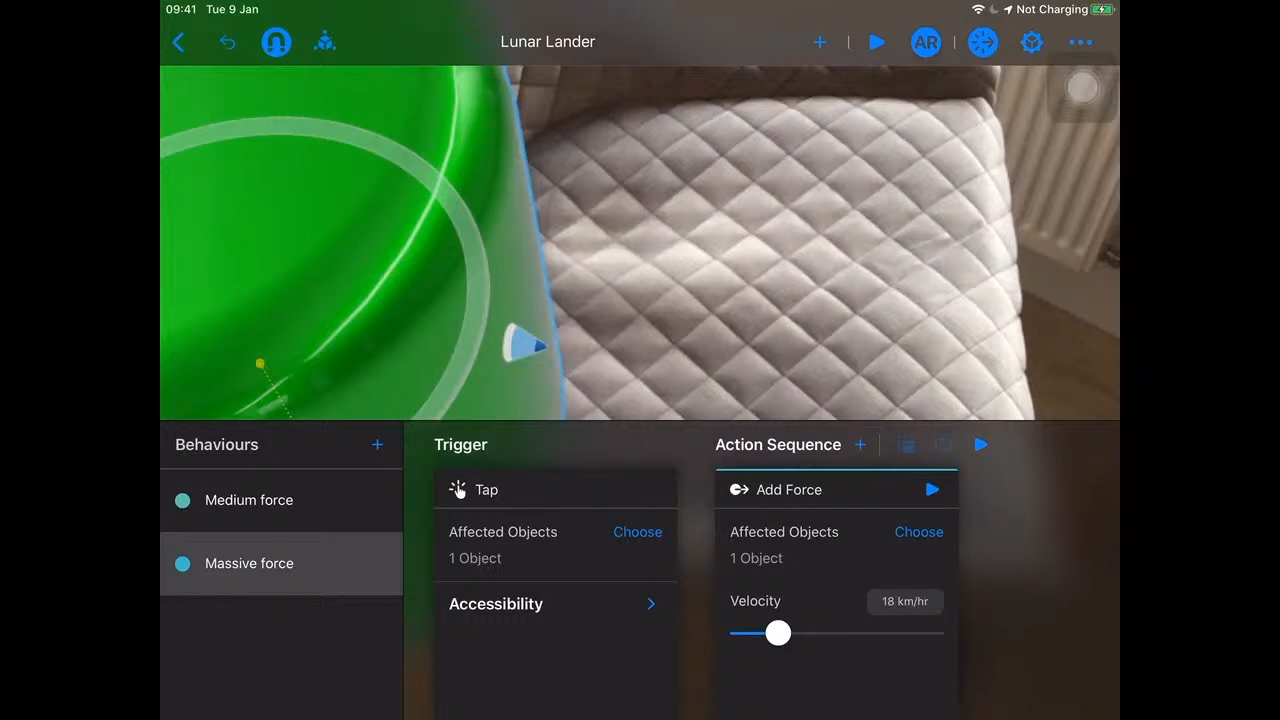 09:41 Tue 9 Jan
Not Charging
Lunar Lander
AR
Behaviours
Trigger
Action Sequence
Medium force
Massive force
Tap
Affected Objects
Choose
1 Object
Accessibility
Add Force
Affected Objects
Choose
1 Object
Velocity
18 km/hr